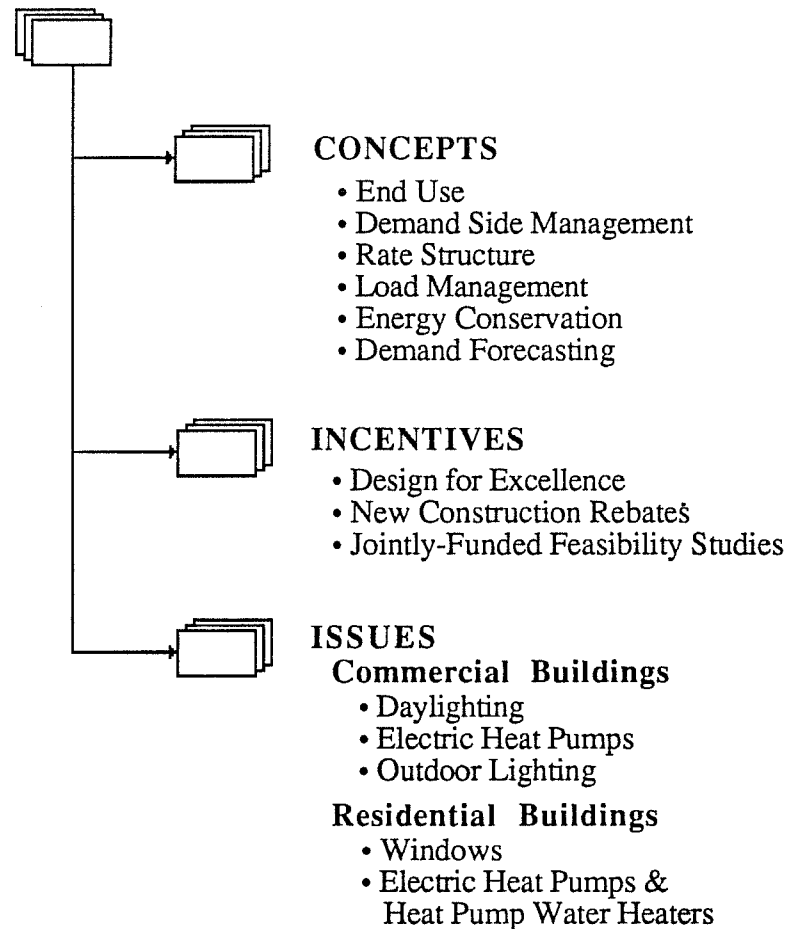 CONCEPTS
• End Use
• Demand Side Management
• Rate Structure
• Load Management
• Energy Conservation
• Demand Forecasting
INCENTIVES
• Design for Excellence
• New Construction Rebates
• Jointly-Funded Feasibility Studies
ISSUES
Commercial Buildings
• Daylighting
• Electric Heat Pumps
• Outdoor Lighting
Residential Buildings
• Windows
• Electric Heat Pumps &
Heat Pump Water Heaters